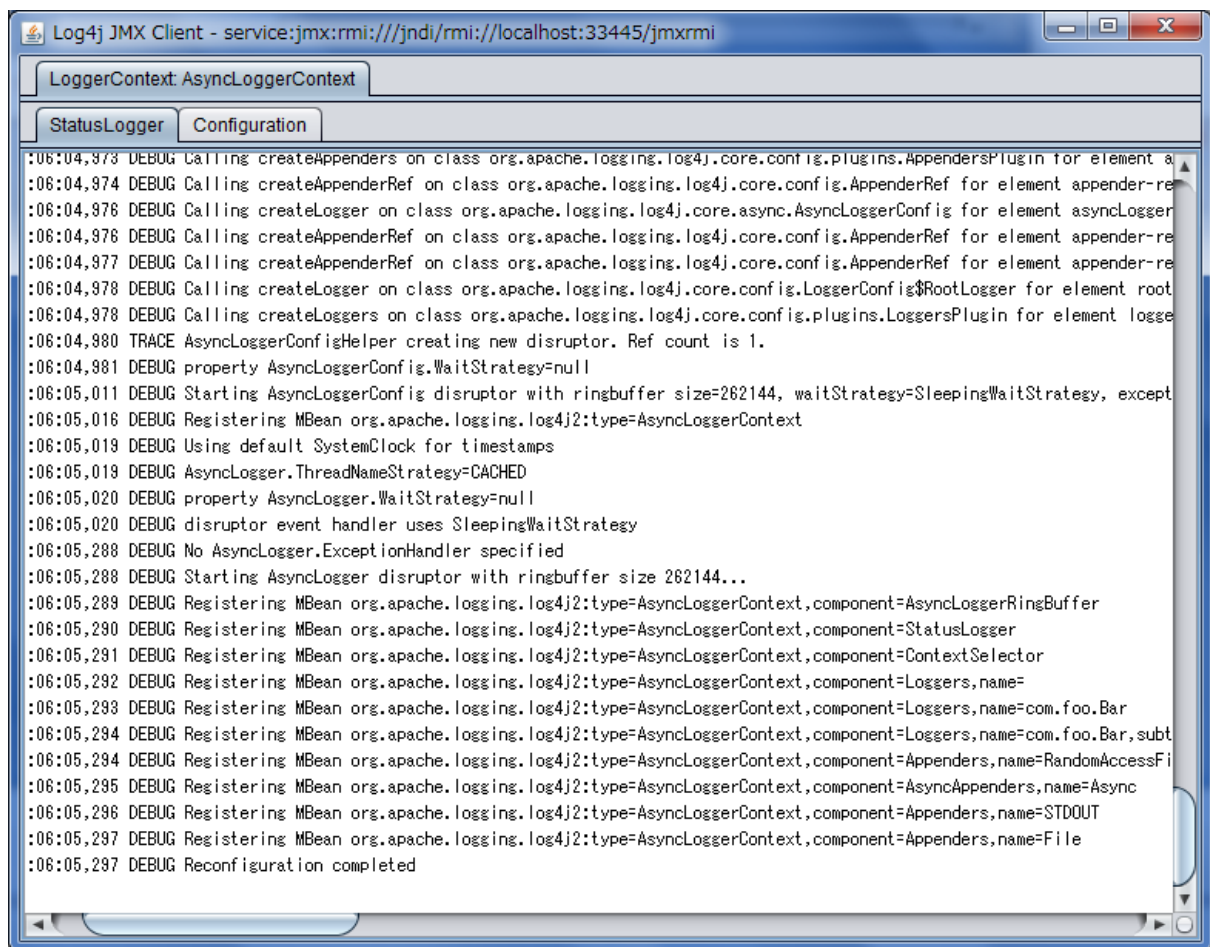 Log4j JMX Client - service:jmx:rmi:///jndi/rmi://localhost:33445/jmxrmi
LoggerContext: AsyncLoggerContext
StatusLogger Configuration
:06:04,973 DEBUG Calling createAppenders on class org.apache.logging.log4j.core.config.plugins.AppendersPlugin for element a
:06:04,974 DEBUG Calling createAppenderRef on class org.apache.logging.log4j.core.config.AppenderRef for element appender-re
:06:04,976 DEBUG Calling createLogger on class org.apache.logging.log4j.core.async.AsyncLoggerConfig for element asyncLogger
:06:04,976 DEBUG Calling createAppenderRef on class org.apache.logging.log4j.core.config.AppenderRef for element appender-re
:06:04,977 DEBUG Calling createAppenderRef on class org.apache.logging.log4j.core.config.AppenderRef for element appender-re
:06:04,978 DEBUG Calling createLogger on class org.apache.logging.log4j.core.config.LoggerConfig$RootLogger for element root
:06:04,978 DEBUG Calling createLoggers on class org.apache.logging.log4j.core.config.plugins.LoggersPlugin for element logge
:06:04,980 TRACE AsyncLoggerConfigHelper creating new disruptor. Ref count is 1.
:06:04,981 DEBUG property AsyncLoggerConfig.WaitStrategy=null
:06:05,011 DEBUG Starting AsyncLoggerConfig disruptor with ringbuffer size=262144, waitStrategy=SleepingWaitStrategy, except
:06:05,016 DEBUG Registering MBean org.apache.logging.log4j2:type=AsyncLoggerContext
:06:05,019 DEBUG Using default SystemClock for timestamps
:06:05,019 DEBUG AsyncLogger.ThreadNameStrategy=CACHED
:06:05,020 DEBUG property AsyncLogger.WaitStrategy=null
:06:05,020 DEBUG disruptor event handler uses SleepingWaitStrategy
:06:05,288 DEBUG No AsyncLogger.ExceptionHandler specified
:06:05,288 DEBUG Starting AsyncLogger disruptor with ringbuffer size 262144...
:06:05,289 DEBUG Registering MBean org.apache.logging.log4j2:type=AsyncLoggerContext,component=AsyncLoggerRingBuffer
:06:05,290 DEBUG Registering MBean org.apache.logging.log4j2:type=AsyncLoggerContext,component=StatusLogger
:06:05,291 DEBUG Registering MBean org.apache.logging.log4j2:type=AsyncLoggerContext,component=ContextSelector
:06:05,292 DEBUG Registering MBean org.apache.logging.log4j2:type=AsyncLoggerContext,component=Loggers,name=
:06:05,293 DEBUG Registering MBean org.apache.logging.log4j2:type=AsyncLoggerContext,component=Loggers,name=com.foo.Bar
:06:05,294 DEBUG Registering MBean org.apache.logging.log4j2:type=AsyncLoggerContext,component=Loggers,name=com.foo.Bar,subt
:06:05,294 DEBUG Registering MBean org.apache.logging.log4j2:type=AsyncLoggerContext,component=Appenders,name=RandomAccessFi
:06:05,295 DEBUG Registering MBean org.apache.logging.log4j2:type=AsyncLoggerContext,component=AsyncAppenders,name=Async
:06:05,296 DEBUG Registering MBean org.apache.logging.log4j2:type=AsyncLoggerContext,component=Appenders,name=STDOUT
:06:05,297 DEBUG Registering MBean org.apache.logging.log4j2:type=AsyncLoggerContext,component=Appenders,name=File
:06:05,297 DEBUG Reconfiguration completed